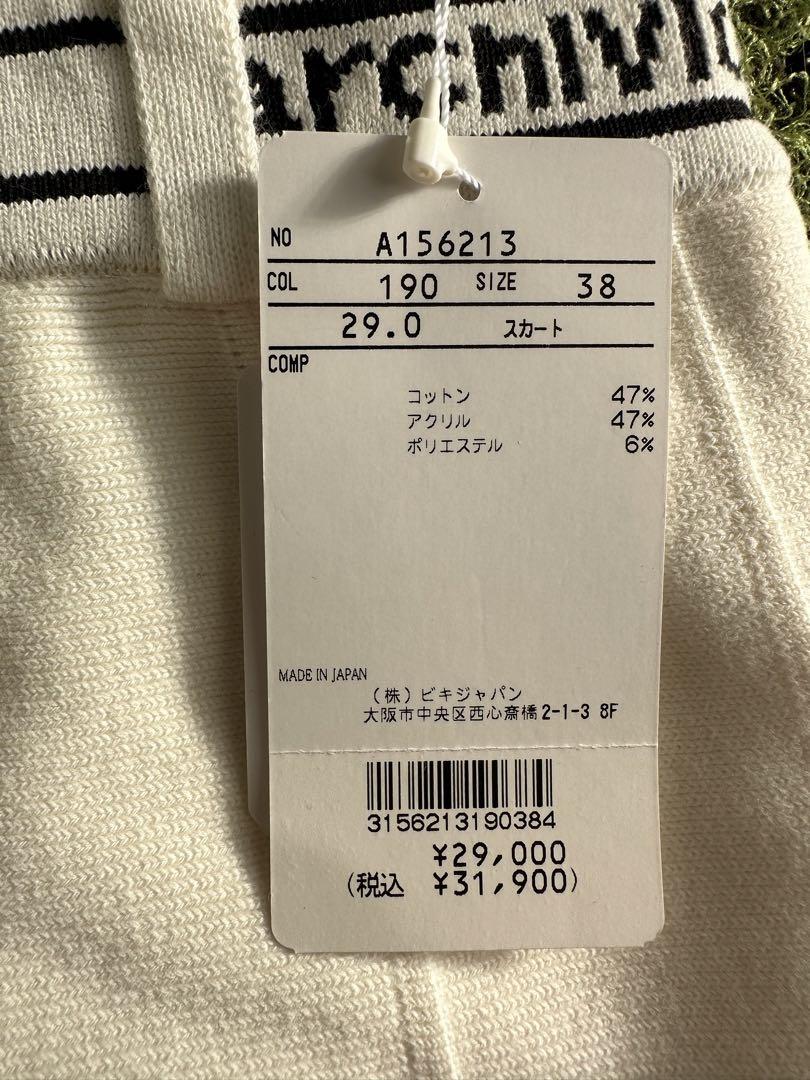 archivio
NO A156213
COL 190 SIZE 38
29.0 スカート
COMP
コットン 47%
アクリル 47%
ポリエステル 6%
MADE IN JAPAN
(株)ビキジャパン
大阪市中央区西心斎橋2-1-3 8F
3156213190384
¥29,000
(税込 ¥31,900)